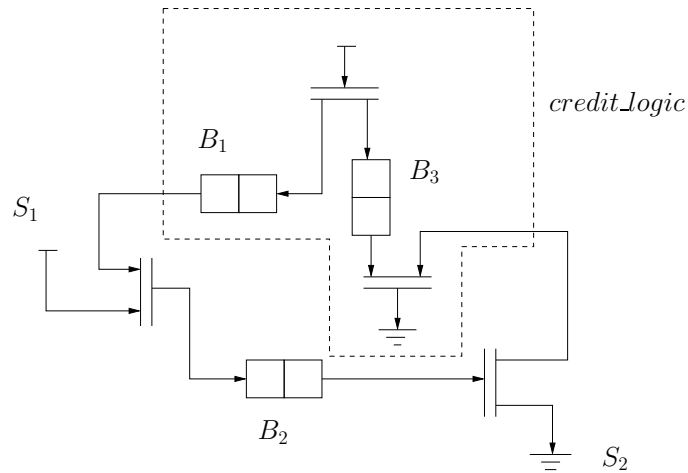 credit_logic
B₁
B₃
S₁
B₂
S₂